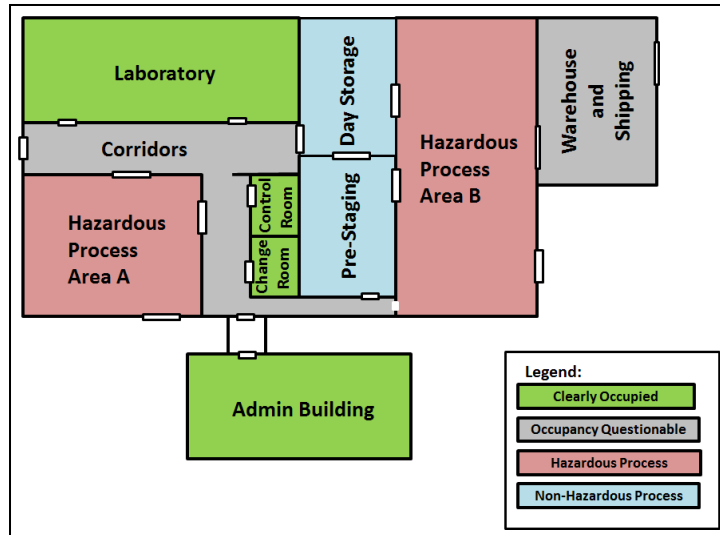 Laboratory
Day Storage
Hazardous
Process
Area B
Warehouse
and
Shipping
Corridors
Hazardous
Process
Area A
Control
Room
Change
Room
Pre-Staging
Admin Building
Legend:
Clearly Occupied
Occupancy Questionable
Hazardous Process
Non-Hazardous Process